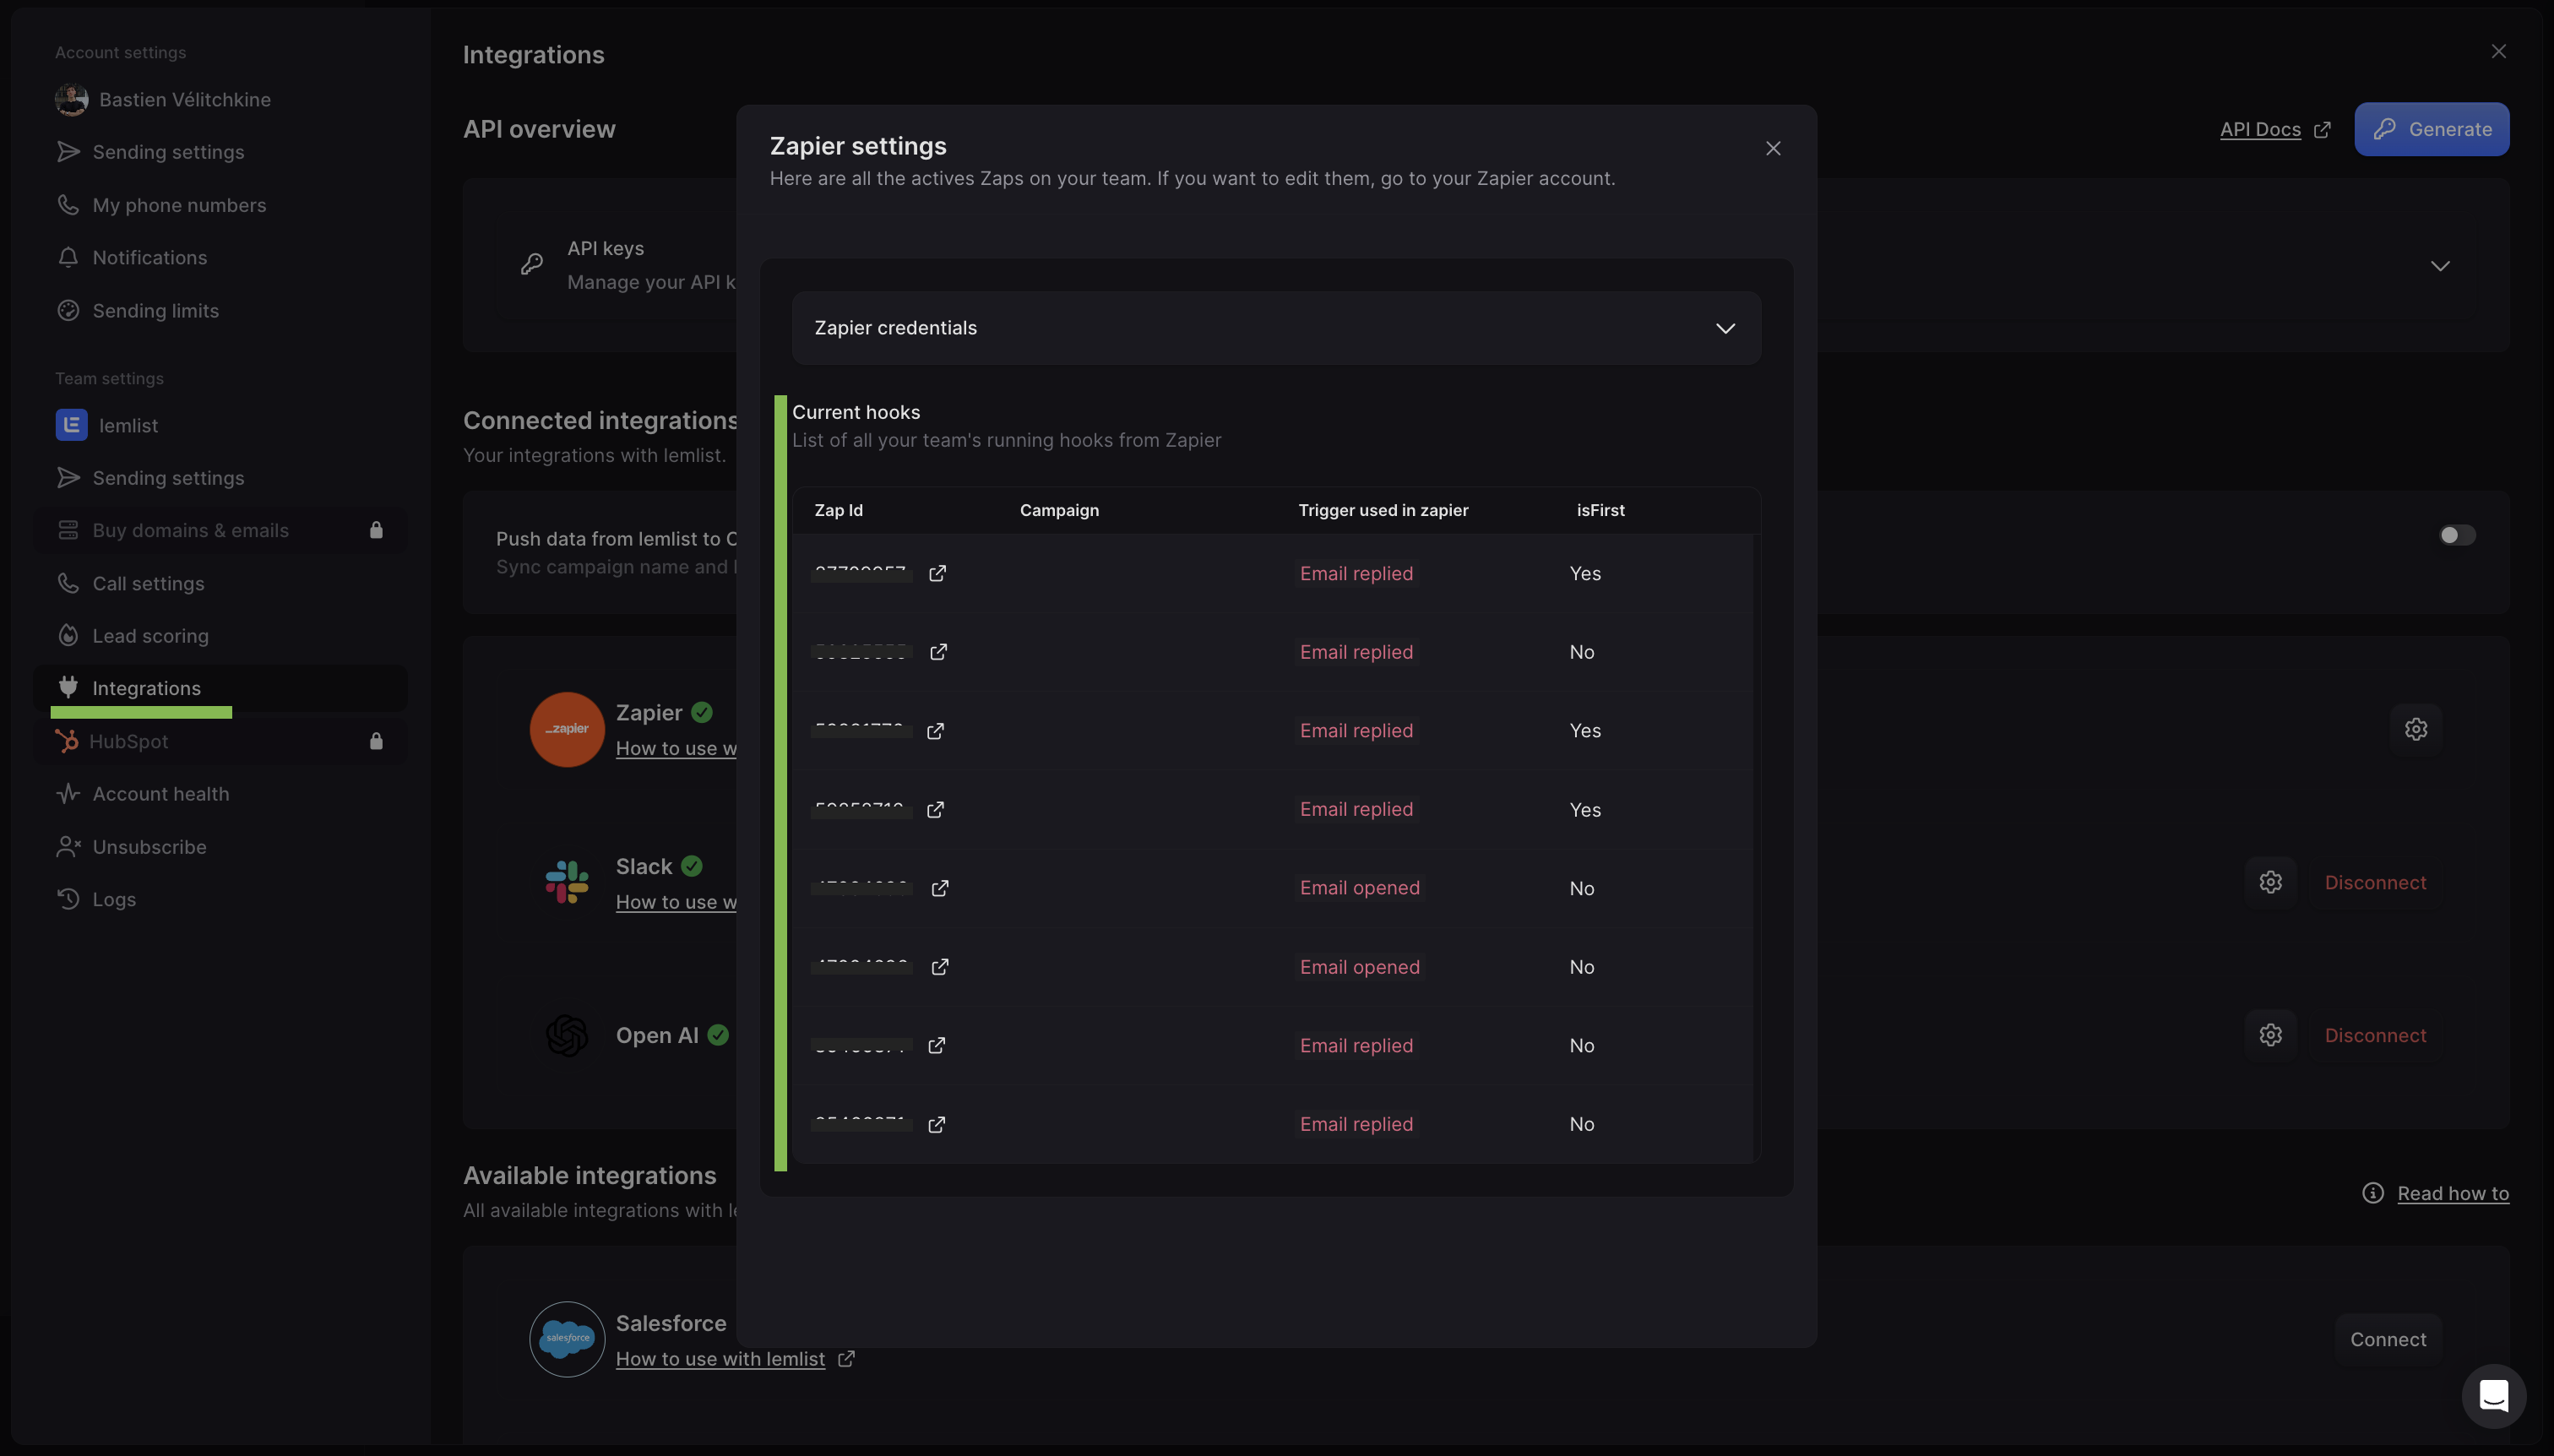 Account settings
Bastien Vélitchkine
Sending settings
My phone numbers
Notifications
Sending limits
Team settings
lemlist
Sending settings
Buy domains & emails
Call settings
Lead scoring
Integrations
HubSpot
Account health
Unsubscribe
Logs
Integrations
API overview
API Docs
Generate
API keys
Manage your API k
Connected integrations
Your integrations with lemlist.
Push data from lemlist to C
Sync campaign name and
Zapier
How to use w
zapier
Slack
How to use w
Disconnect
Open AI
Disconnect
Available integrations
All available integrations with le
Read how to
Salesforce
How to use with lemlist
salesforce
Connect
Zapier settings
Here are all the actives Zaps on your team. If you want to edit them, go to your Zapier account.
Zapier credentials
Current hooks
List of all your team's running hooks from Zapier
Zap Id Campaign Trigger used in zapier isFirst
Email replied Yes
Email replied No
Email replied Yes
Email replied Yes
Email opened No
Email opened No
Email replied No
Email replied No